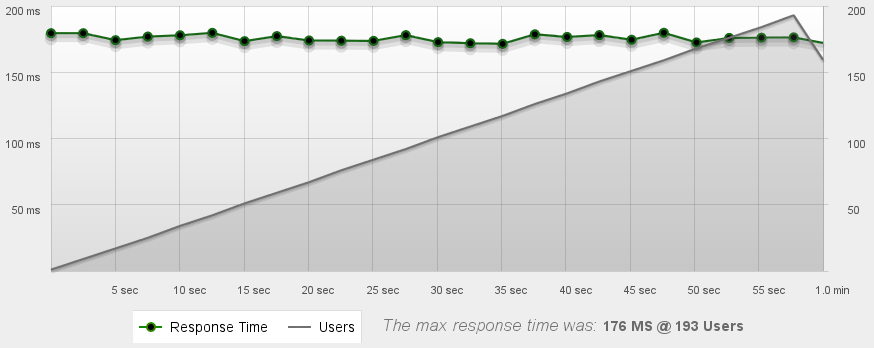 200 ms
200
150 ms
150
100 ms
100
50 ms
50
5 sec 10 sec 15 sec 20 sec 25 sec 30 sec 35 sec 40 sec 45 sec 50 sec 55 sec 1.0 min
Response Time Users
The max response time was: 176 MS @ 193 Users